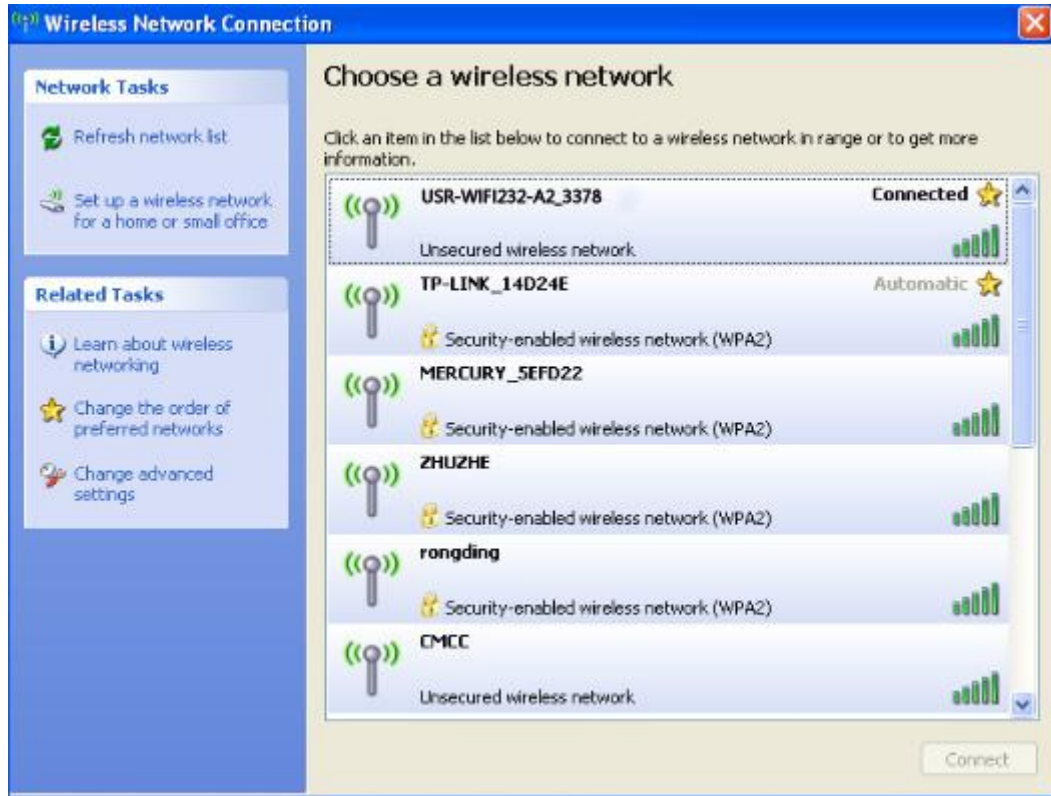 Wireless Network Connection
Network Tasks
Refresh network list
Set up a wireless network
for a home or small office
Related Tasks
Learn about wireless
networking
Change the order of
preferred networks
Change advanced
settings
Choose a wireless network
Click an item in the list below to connect to a wireless network in range or to get more
information.
USR-WIFI232-A2_3378 Connected
Unsecured wireless network
TP-LINK_14D24E Automatic
Security-enabled wireless network (WPA2)
MERCURY_5EFD22
Security-enabled wireless network (WPA2)
ZHUZHE
Security-enabled wireless network (WPA2)
rongding
Security-enabled wireless network (WPA2)
CMCC
Unsecured wireless network
Connect